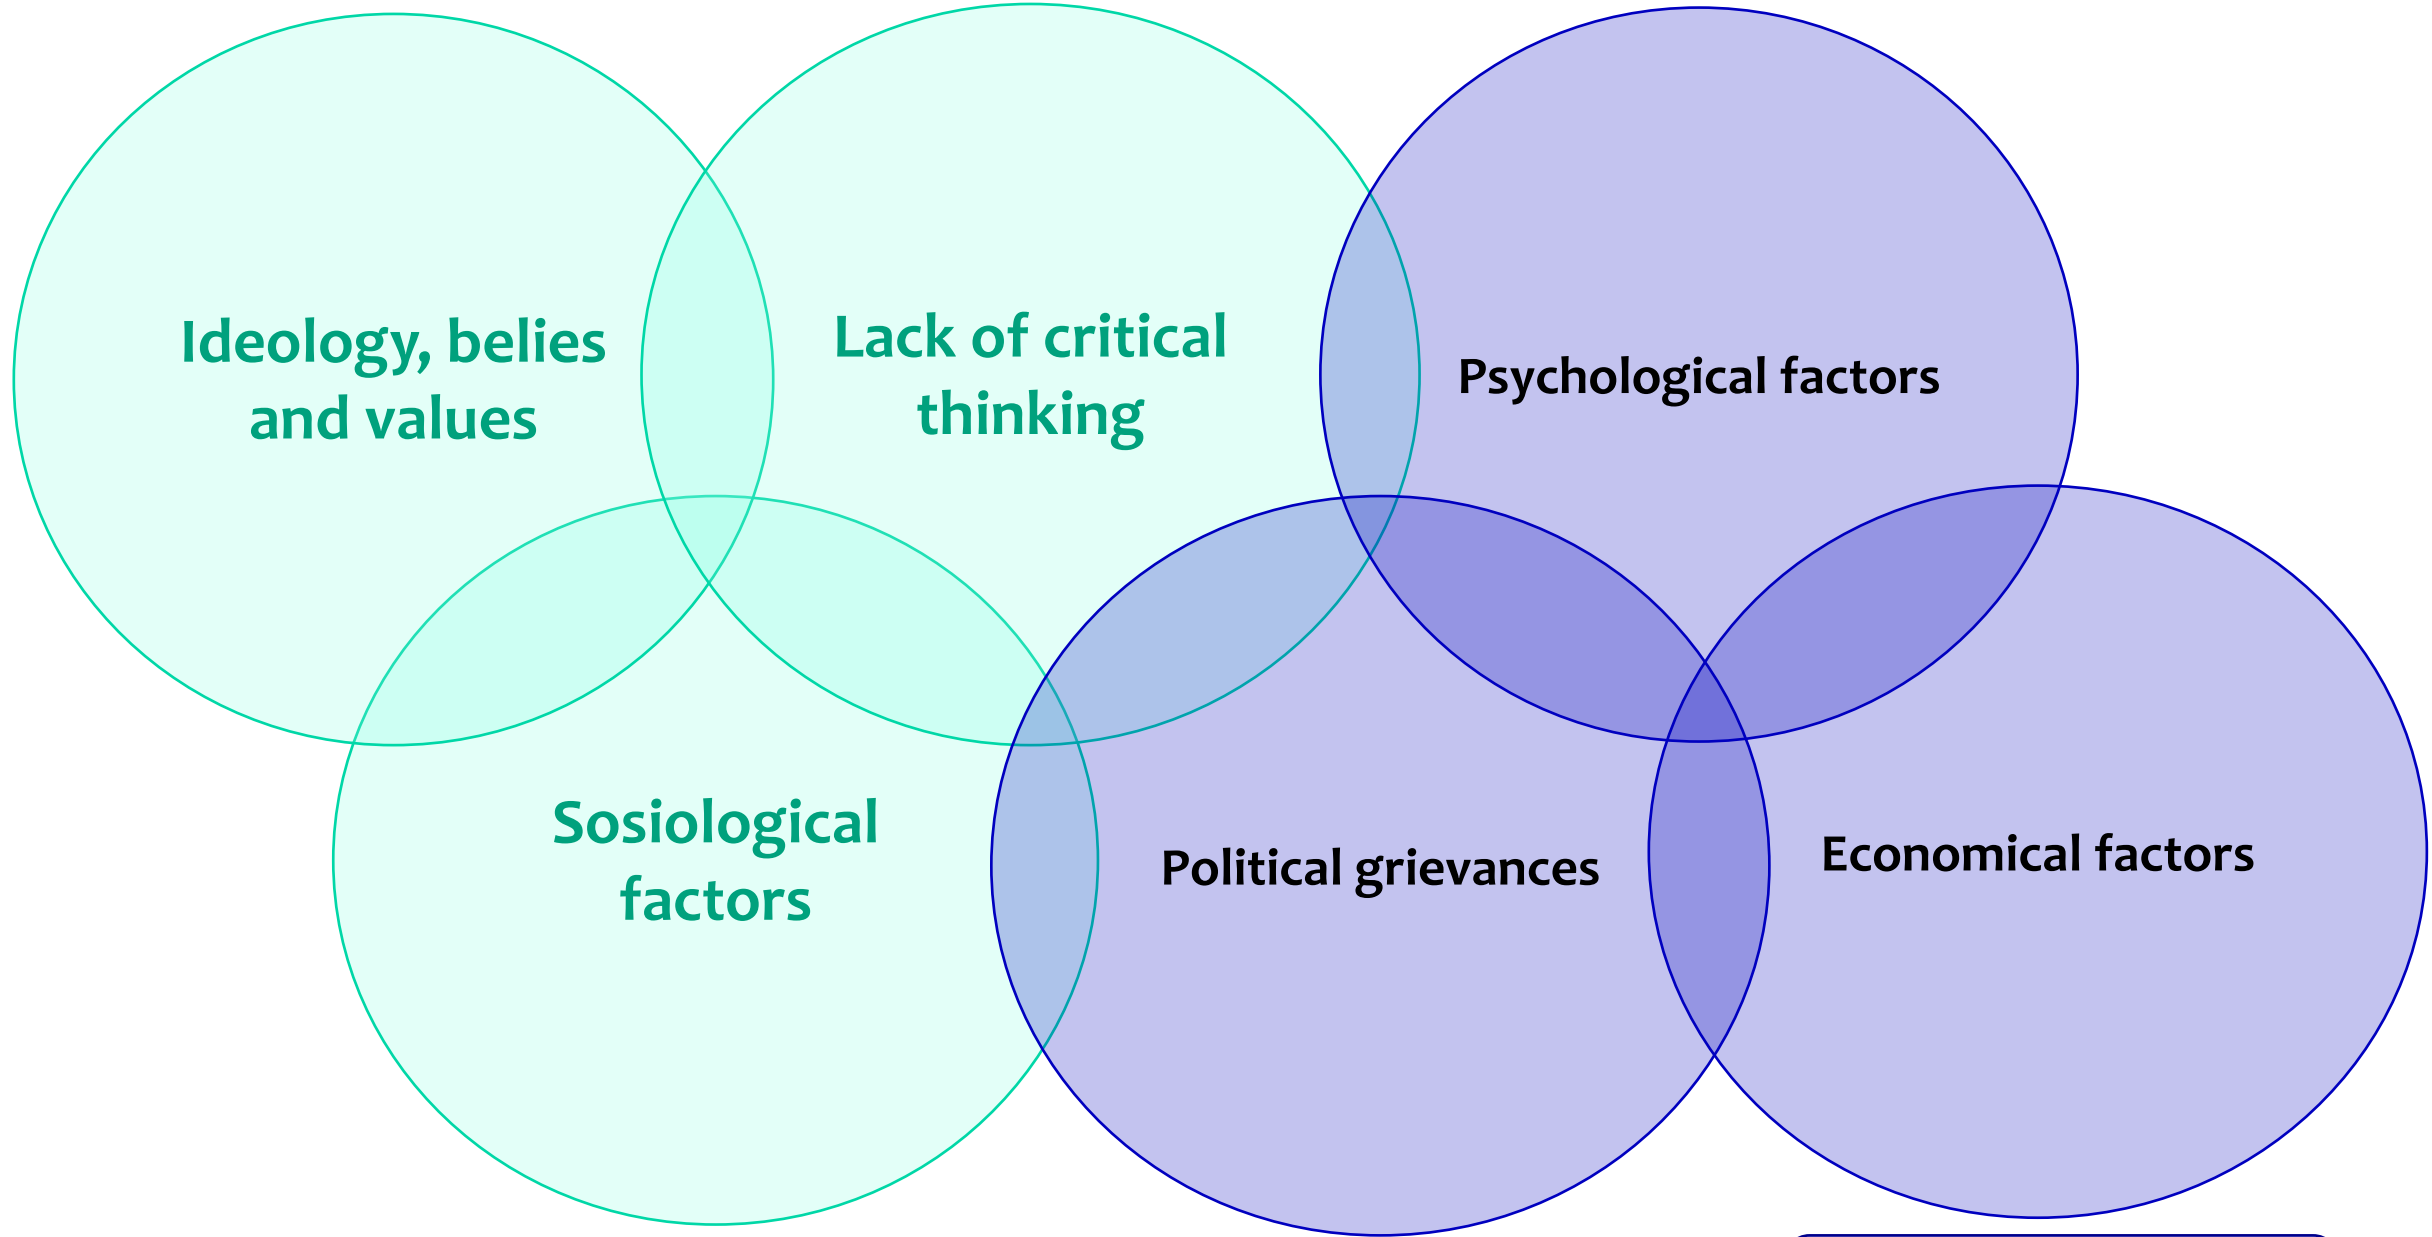 Ideology, belies
and values
Lack of critical
thinking
Psychological factors
Sosiological
factors
Political grievances
Economical factors